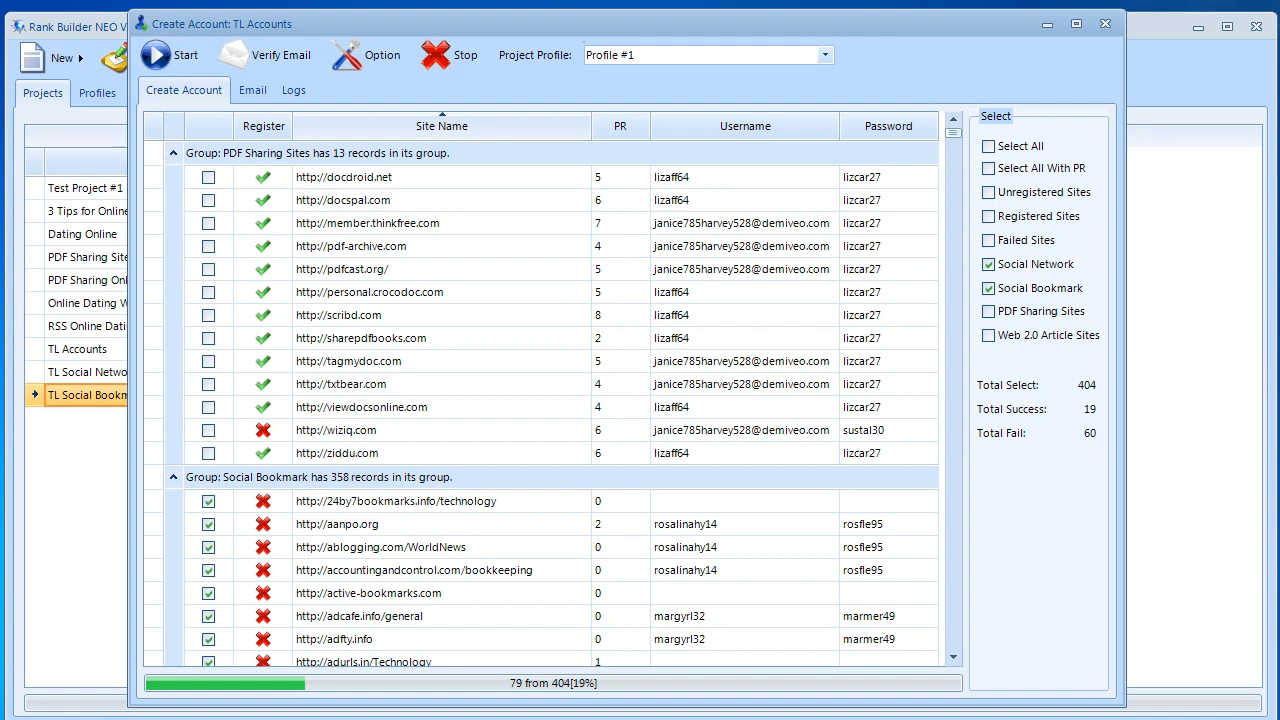 Rank Builder NEO V
New
Projects Profiles
Test Project #1
3 Tips for Online
Dating Online
PDF Sharing Site
PDF Sharing Onl
Online Dating W
RSS Online Dati
TL Accounts
TL Social Netwo
TL Social Bookm
Create Account: TL Accounts
Start Verify Email Option Stop Project Profile: Profile #1
Create Account Email Logs
Register Site Name PR Username Password
Group: PDF Sharing Sites has 13 records in its group.
http://docdroid.net 5 lizaff64 lizcar27
http://docspal.com 6 lizaff64 lizcar27
http://member.thinkfree.com 7 janice785harvey528@demiveo.com lizcar27
http://pdf-archive.com 4 janice785harvey528@demiveo.com lizcar27
http://pdfcast.org/ 5 janice785harvey528@demiveo.com lizcar27
http://personal.crocodoc.com 5 lizaff64 lizcar27
http://scribd.com 8 lizaff64 lizcar27
http://sharepdfbooks.com 2 lizaff64 lizcar27
http://tagmydoc.com 5 janice785harvey528@demiveo.com lizcar27
http://txtbear.com 4 janice785harvey528@demiveo.com lizcar27
http://viewdocsonline.com 4 lizaff64 lizcar27
http://wiziq.com 6 janice785harvey528@demiveo.com sustal30
http://ziddu.com 6 lizaff64 lizcar27
Group: Social Bookmark has 358 records in its group.
http://24by7bookmarks.info/technology 0
http://aanpo.org 2 rosalinahy14 rosfle95
http://ablogging.com/WorldNews 0 rosalinahy14 rosfle95
http://accountingandcontrol.com/bookkeeping 0 rosalinahy14 rosfle95
http://active-bookmarks.com 0
http://adcafe.info/general 0 margyrl32 marmer49
http://adfty.info 0 margyrl32 marmer49
http://adurls.in/Technology 1
79 from 404[19%]
Select
Select All
Select All With PR
Unregistered Sites
Registered Sites
Failed Sites
Social Network
Social Bookmark
PDF Sharing Sites
Web 2.0 Article Sites
Total Select: 404
Total Success: 19
Total Fail: 60